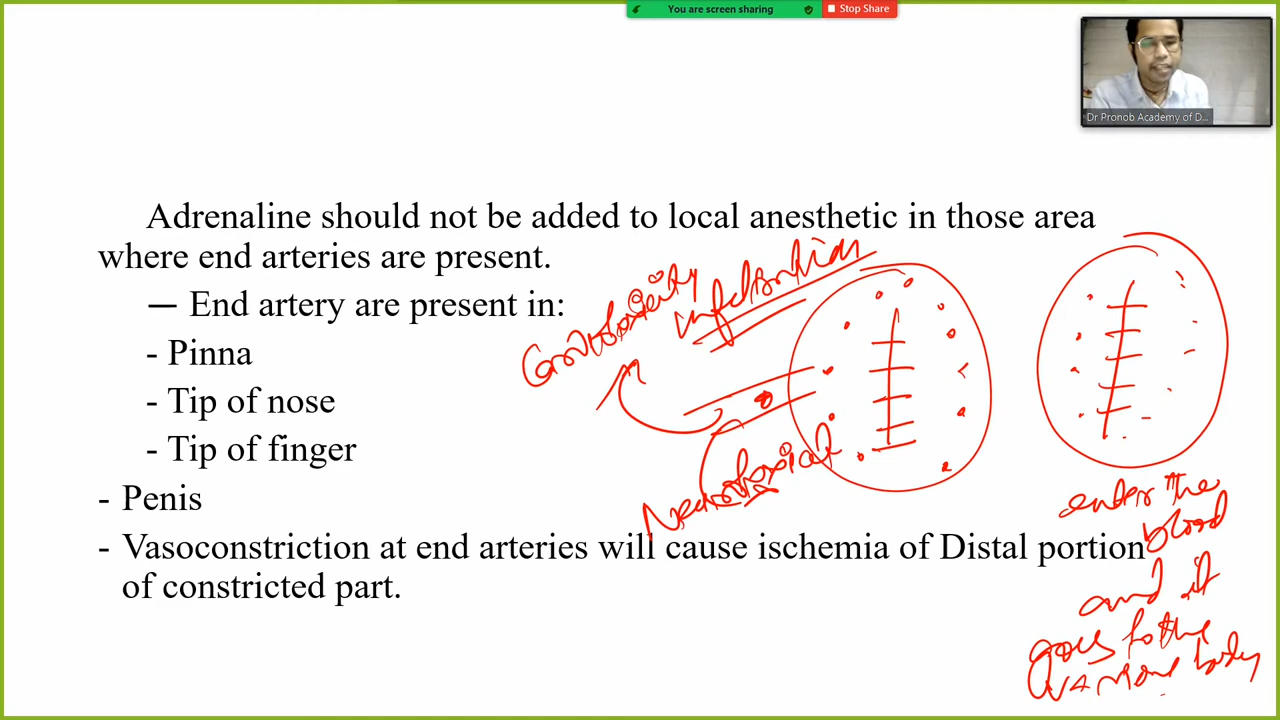 You are screen sharing
Stop Share
Dr Pronob Academy of D...
Adrenaline should not be added to local anesthetic in those area
where end arteries are present.
— End artery are present in:
- Pinna
- Tip of nose
- Tip of finger
- Penis
- Vasoconstriction at end arteries will cause ischemia of Distal portion
of constricted part.
enter the
blood
and it
goes to the
body